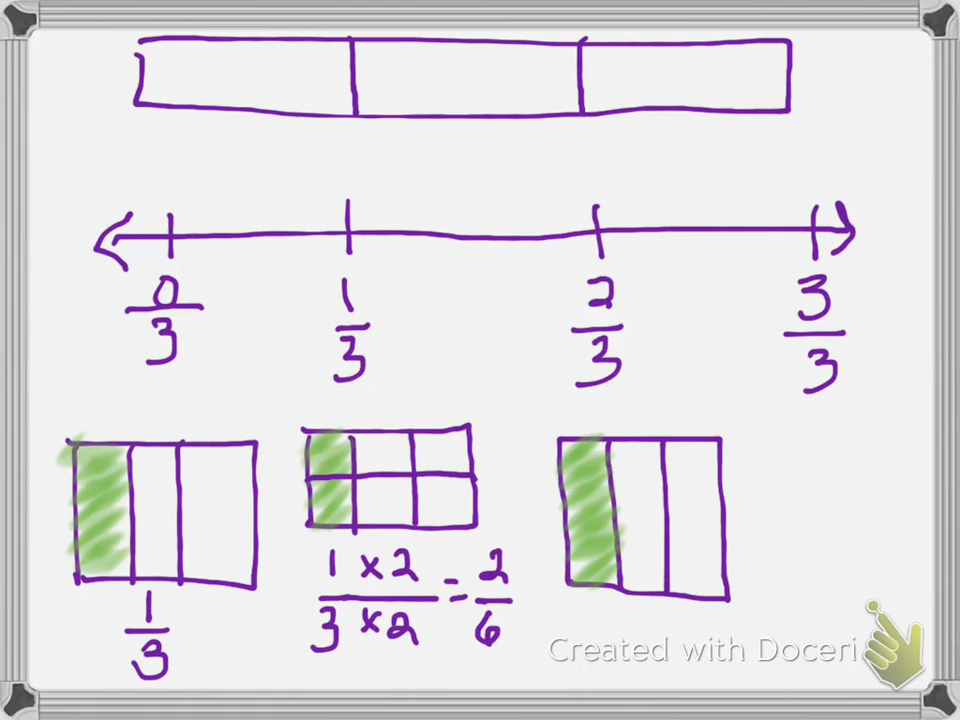 0/3 1/3 2/3 3/3
1/3
1 x 2 / 3 x 2 = 2/6
Created with Doceri